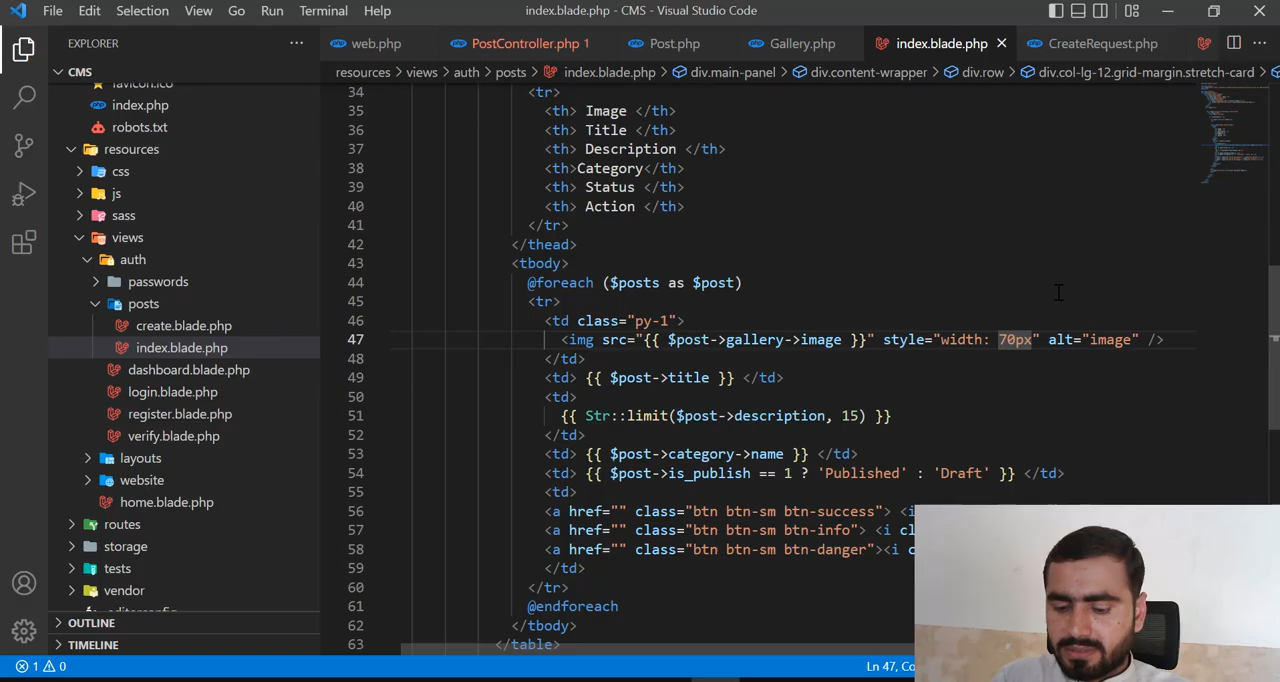 File Edit Selection View Go Run Terminal Help
index.blade.php - CMS - Visual Studio Code
EXPLORER
web.php
PostController.php 1
Post.php
Gallery.php
index.blade.php
CreateRequest.php
CMS
resources > views > auth > posts > index.blade.php > div.main-panel > div.content-wrapper > div.row > div.col-lg-12.grid-margin.stretch-card >
favicon.ico
index.php
robots.txt
resources
css
js
sass
views
auth
passwords
posts
create.blade.php
index.blade.php
dashboard.blade.php
login.blade.php
register.blade.php
verify.blade.php
layouts
website
home.blade.php
routes
storage
tests
vendor
.editorconfig
OUTLINE
TIMELINE
34 <tr>
35 <th> Image </th>
36 <th> Title </th>
37 <th> Description </th>
38 <th>Category</th>
39 <th> Status </th>
40 <th> Action </th>
41 </tr>
42 </thead>
43 <tbody>
44 @foreach ($posts as $post)
45 <tr>
46 <td class="py-1">
47 <img src="{{ $post->gallery->image }}" style="width: 70px" alt="image" />
48 </td>
49 <td> {{ $post->title }} </td>
50 <td>
51 {{ Str::limit($post->description, 15) }}
52 </td>
53 <td> {{ $post->category->name }} </td>
54 <td> {{ $post->is_publish == 1 ? 'Published' : 'Draft' }} </td>
55 <td>
56 <a href="" class="btn btn-sm btn-success"> <i
57 <a href="" class="btn btn-sm btn-info"> <i c
58 <a href="" class="btn btn-sm btn-danger"><i c
59 </td>
60 </tr>
61 @endforeach
62 </tbody>
63 </table>
1 0
Ln 47, Co